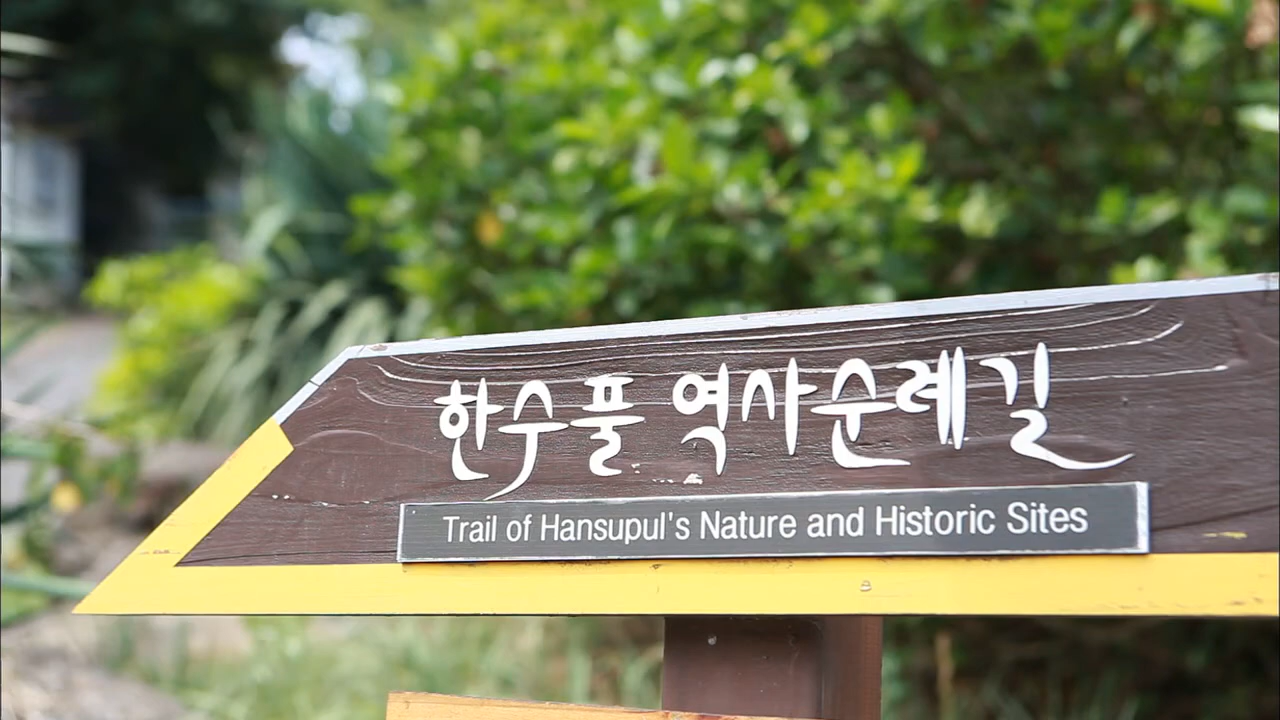 한수풀 역사순례길
Trail of Hansupul's Nature and Historic Sites